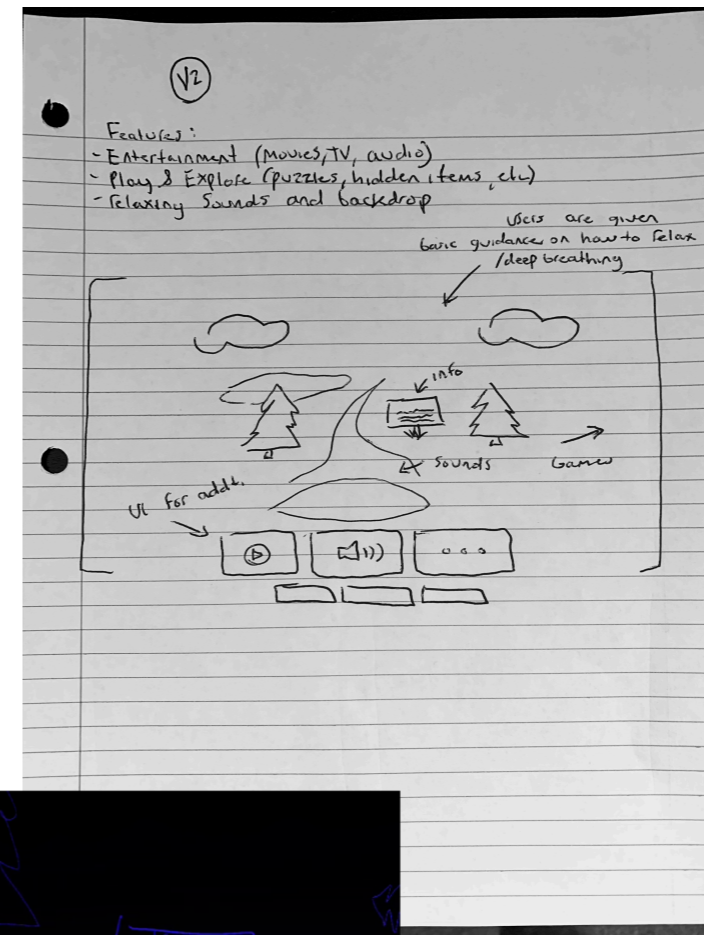 V2
Features:
- Entertainment (Movies, TV, audio)
- Play & Explore (puzzles, hidden items, etc)
- relaxing Sounds and backdrop
Users are given
basic guidance on how to relax
/deep breathing
info
Sounds
Games
UI for addt.